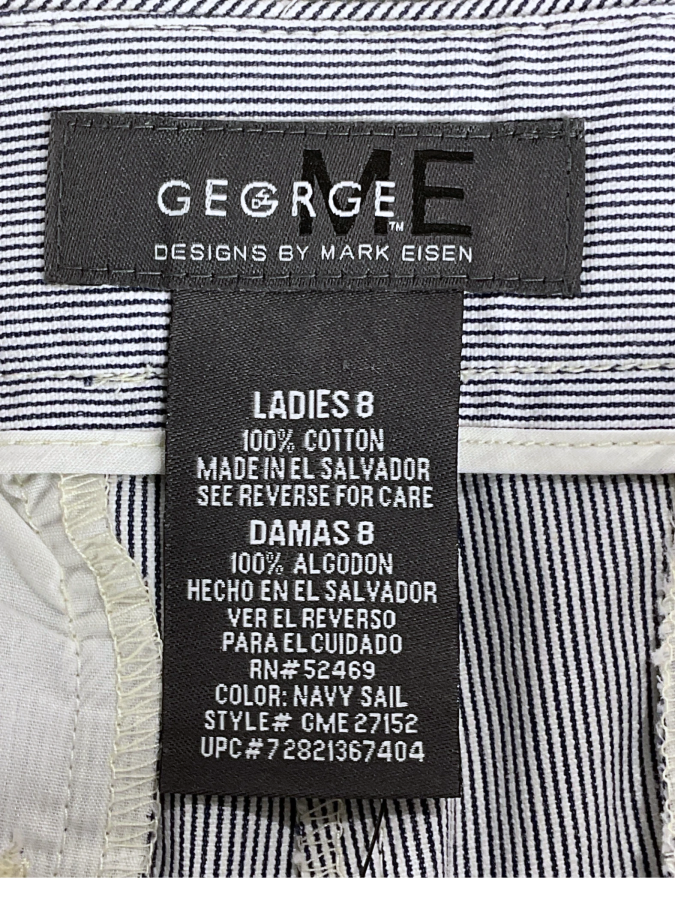 GEORGE ME™
DESIGNS BY MARK EISEN
LADIES 8
100% COTTON
MADE IN EL SALVADOR
SEE REVERSE FOR CARE
DAMAS 8
100% ALGODON
HECHO EN EL SALVADOR
VER EL REVERSO
PARA EL CUIDADO
RN#52469
COLOR: NAVY SAIL
STYLE# GME 27152
UPC#72821367404